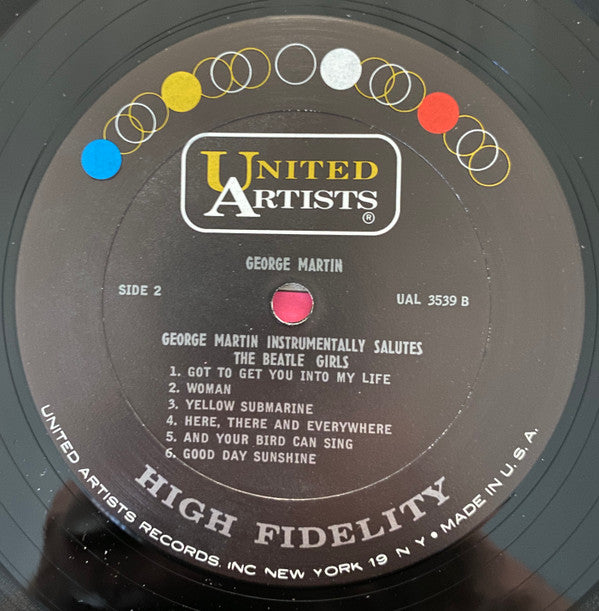 UNITED
ARTISTS
®
GEORGE MARTIN
SIDE 2
UAL 3539 B
GEORGE MARTIN INSTRUMENTALLY SALUTES
THE BEATLE GIRLS
1. GOT TO GET YOU INTO MY LIFE
2. WOMAN
3. YELLOW SUBMARINE
4. HERE, THERE AND EVERYWHERE
5. AND YOUR BIRD CAN SING
6. GOOD DAY SUNSHINE
HIGH FIDELITY
UNITED ARTISTS RECORDS, INC NEW YORK 19 N Y • MADE IN U.S.A.